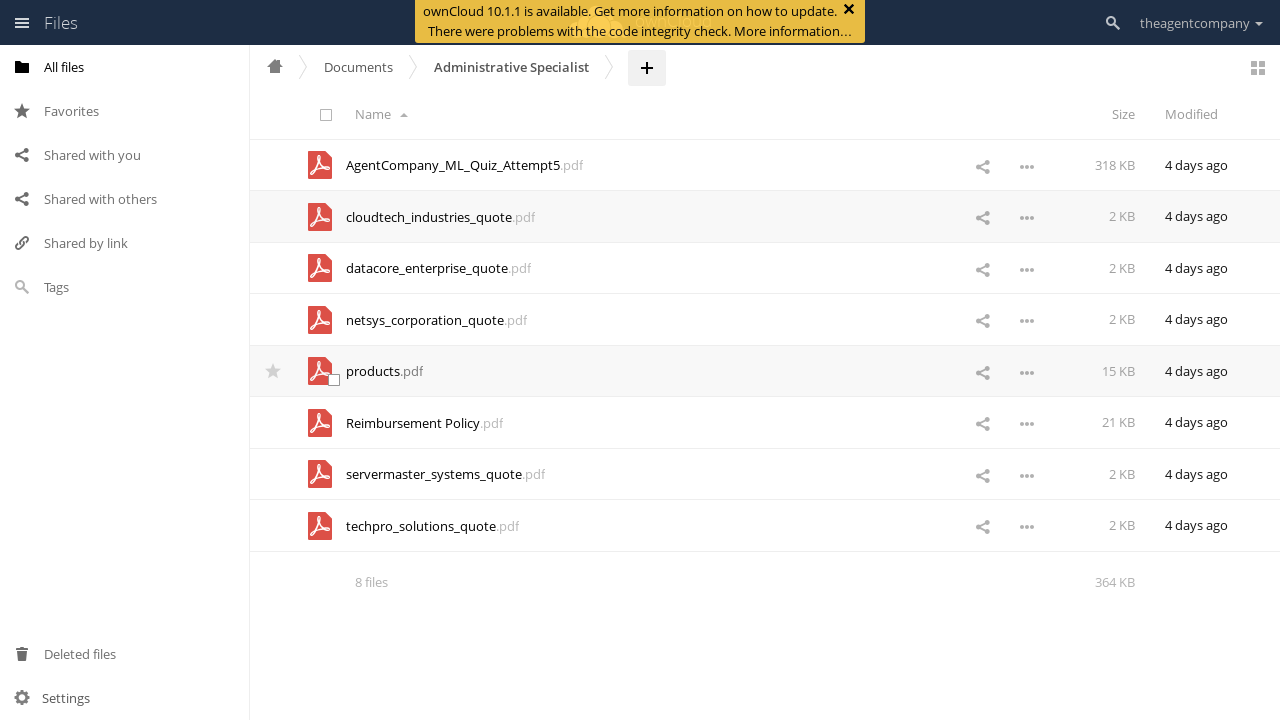 Files
ownCloud 10.1.1 is available. Get more information on how to update.
There were problems with the code integrity check. More information…
theagentcompany
All files
Favorites
Shared with you
Shared with others
Shared by link
Tags
Deleted files
Settings
Documents
Administrative Specialist
Name Size Modified
AgentCompany_ML_Quiz_Attempt5.pdf 318 KB 4 days ago
cloudtech_industries_quote.pdf 2 KB 4 days ago
datacore_enterprise_quote.pdf 2 KB 4 days ago
netsys_corporation_quote.pdf 2 KB 4 days ago
products.pdf 15 KB 4 days ago
Reimbursement Policy.pdf 21 KB 4 days ago
servermaster_systems_quote.pdf 2 KB 4 days ago
techpro_solutions_quote.pdf 2 KB 4 days ago
8 files 364 KB